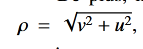 ρ = √v² + u²,